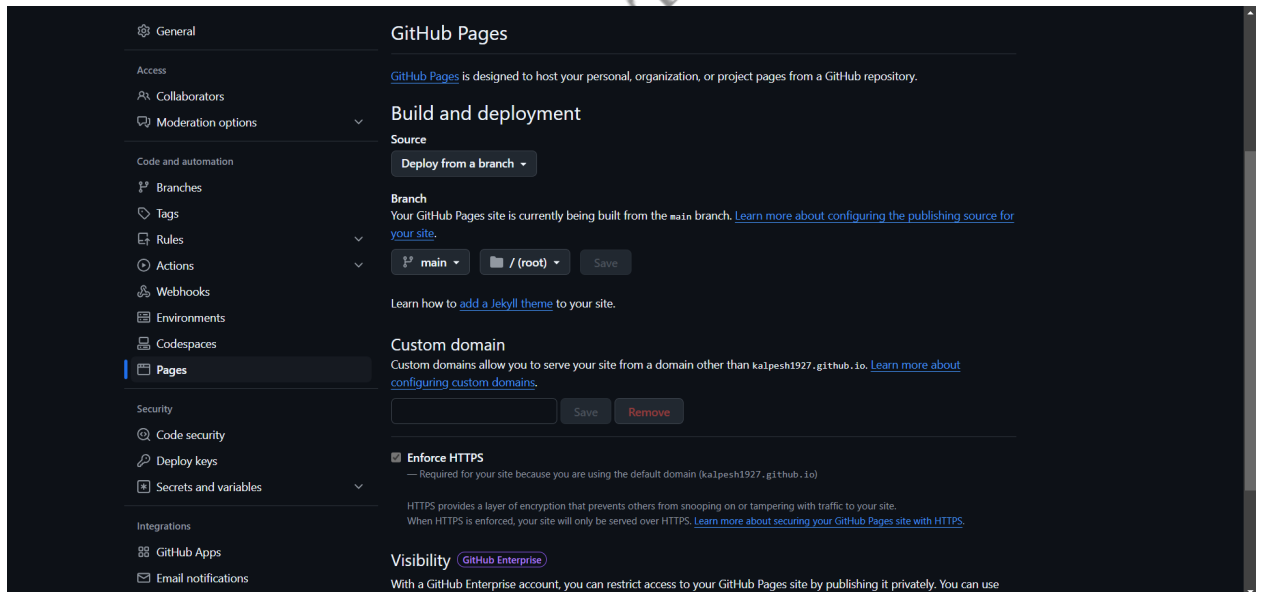 General
Access
Collaborators
Moderation options
Code and automation
Branches
Tags
Rules
Actions
Webhooks
Environments
Codespaces
Pages
Security
Code security
Deploy keys
Secrets and variables
Integrations
GitHub Apps
Email notifications
GitHub Pages
GitHub Pages is designed to host your personal, organization, or project pages from a GitHub repository.
Build and deployment
Source
Deploy from a branch
Branch
Your GitHub Pages site is currently being built from the main branch. Learn more about configuring the publishing source for
your site.
main / (root) Save
Learn how to add a Jekyll theme to your site.
Custom domain
Custom domains allow you to serve your site from a domain other than kalpesh1927.github.io. Learn more about
configuring custom domains.
Save Remove
Enforce HTTPS
— Required for your site because you are using the default domain (kalpesh1927.github.io)
HTTPS provides a layer of encryption that prevents others from snooping on or tampering with traffic to your site.
When HTTPS is enforced, your site will only be served over HTTPS. Learn more about securing your GitHub Pages site with HTTPS.
Visibility GitHub Enterprise
With a GitHub Enterprise account, you can restrict access to your GitHub Pages site by publishing it privately. You can use